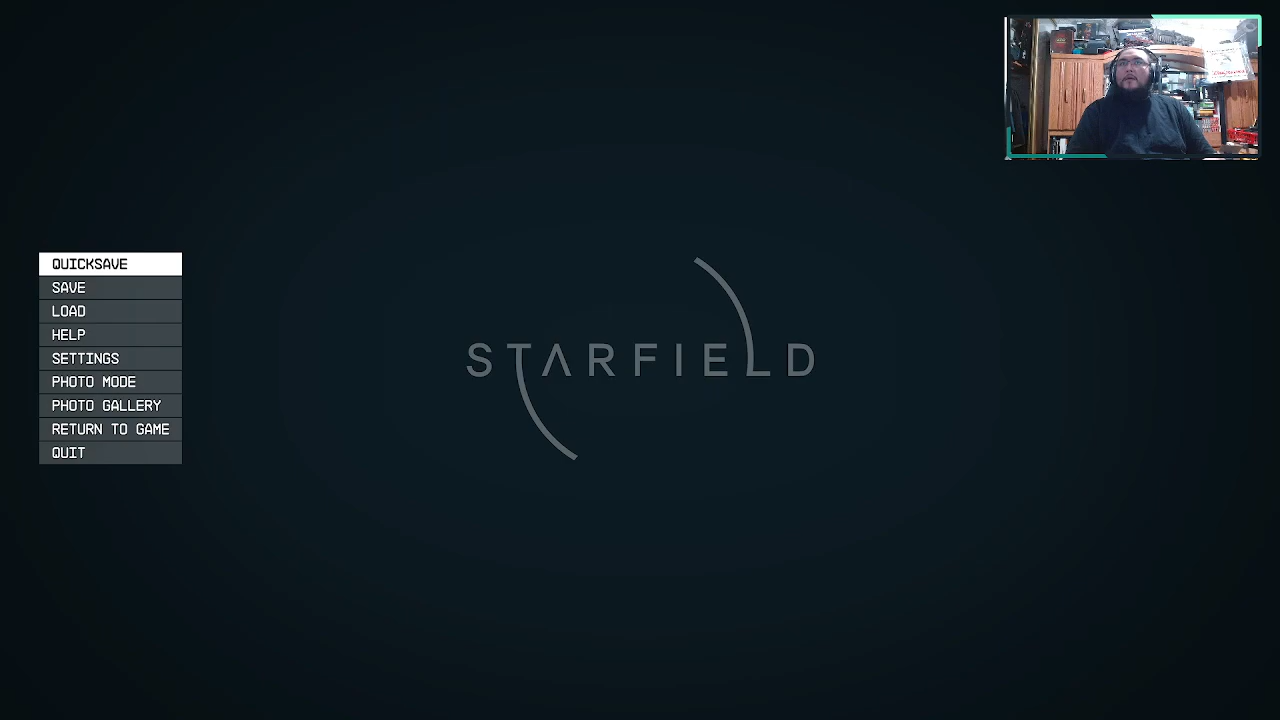 QUICKSAVE
SAVE
LOAD
HELP
SETTINGS
PHOTO MODE
PHOTO GALLERY
RETURN TO GAME
QUIT
STARFIELD